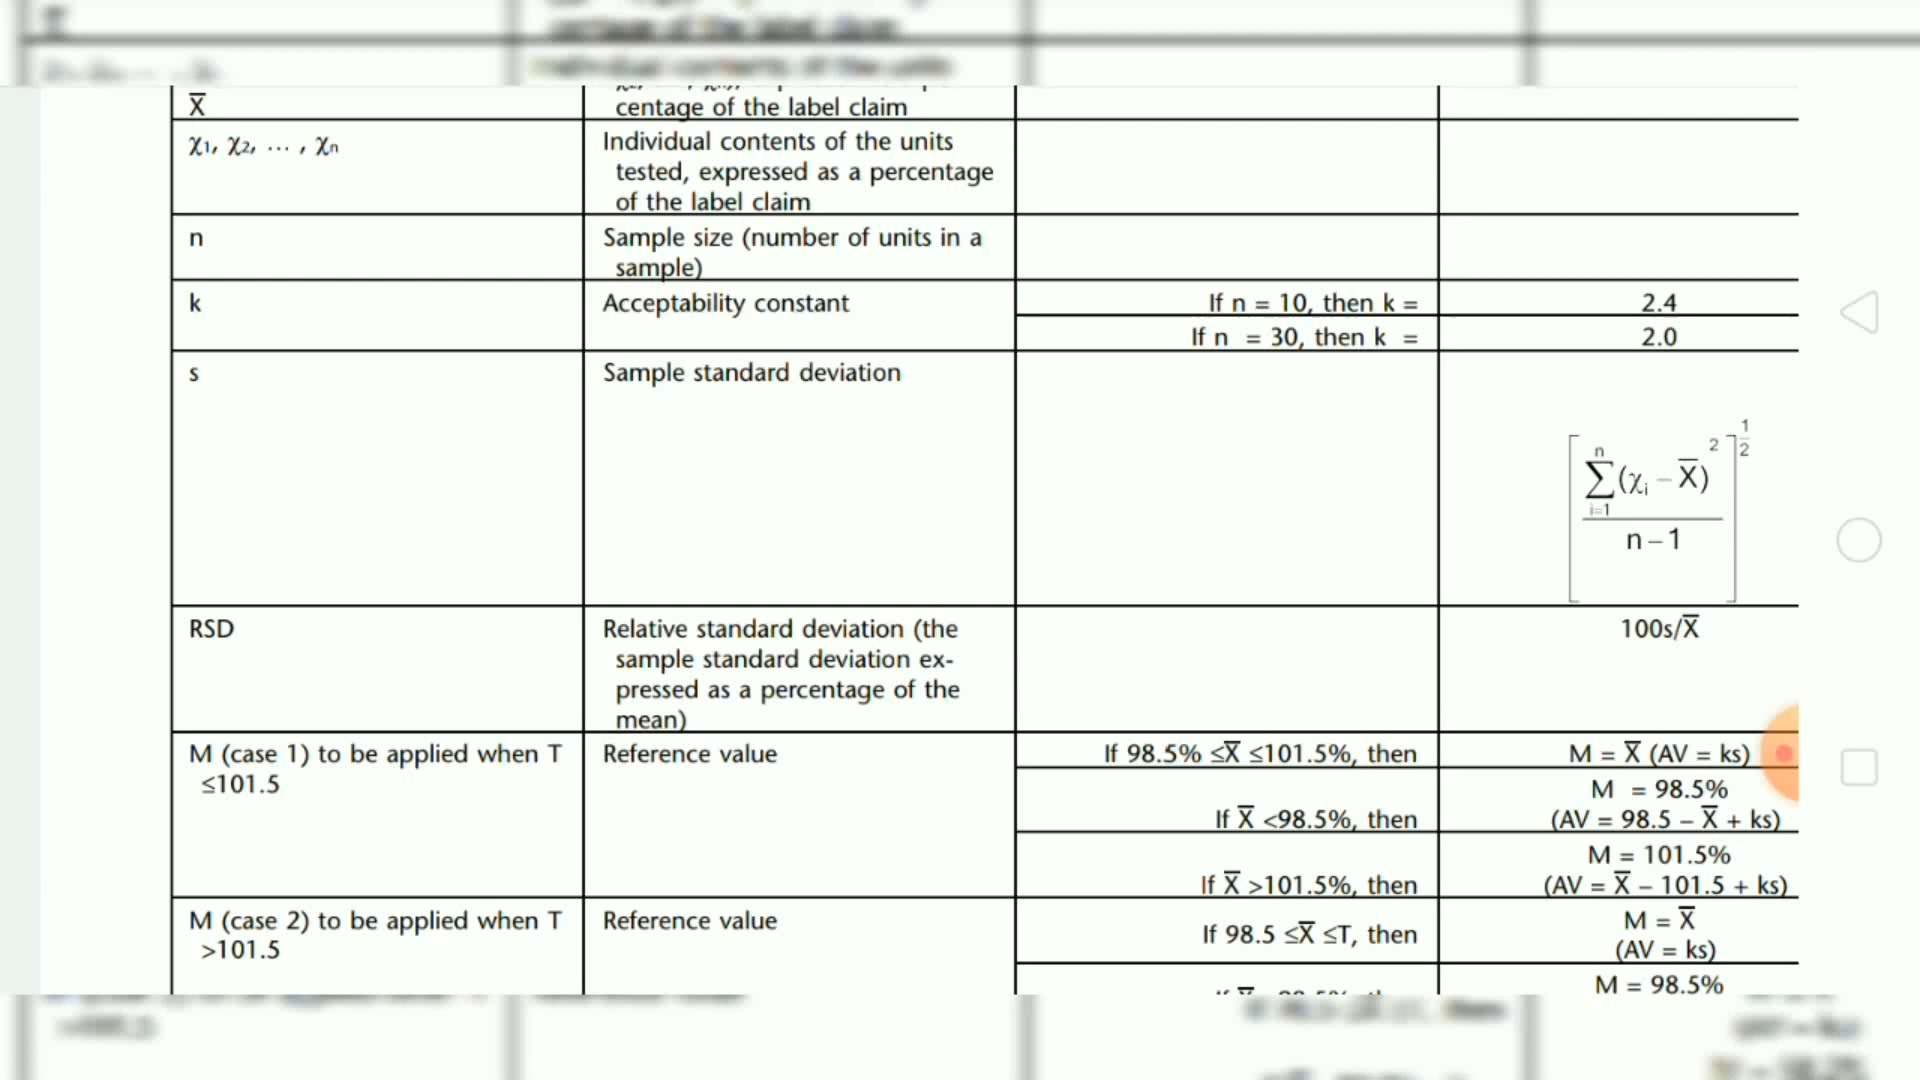 X̅
centage of the label claim
χ1, χ2, ... , χn
Individual contents of the units
tested, expressed as a percentage
of the label claim
n
Sample size (number of units in a
sample)
k
Acceptability constant
If n = 10, then k =
2.4
If n = 30, then k =
2.0
s
Sample standard deviation
[ n ∑ i=1 (χi – X̅) 2 / n – 1 ] 1/2
RSD
Relative standard deviation (the
sample standard deviation ex-
pressed as a percentage of the
mean)
100s/X̅
M (case 1) to be applied when T
≤101.5
Reference value
If 98.5% ≤X̅ ≤101.5%, then
M = X̅ (AV = ks)
If X̅ <98.5%, then
M = 98.5%
(AV = 98.5 – X̅ + ks)
If X̅ >101.5%, then
M = 101.5%
(AV = X̅ – 101.5 + ks)
M (case 2) to be applied when T
>101.5
Reference value
If 98.5 ≤X̅ ≤T, then
M = X̅
(AV = ks)
M = 98.5%